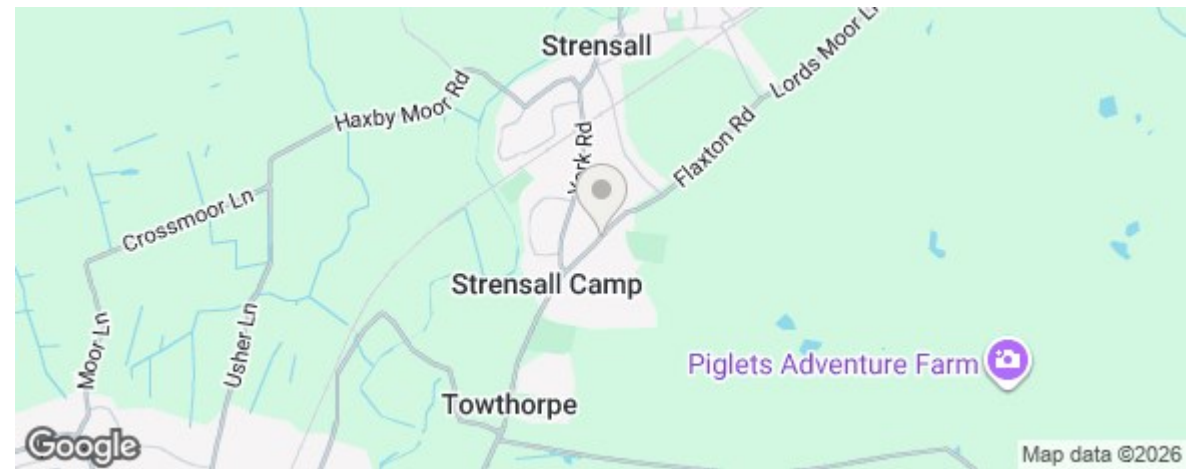 Strensall
Lords Moor Ln
Haxby Moor Rd
Flaxton Rd
York Rd
Crossmoor Ln
Strensall Camp
Moor Ln
Usher Ln
Piglets Adventure Farm
Towthorpe
Google
Map data ©2026